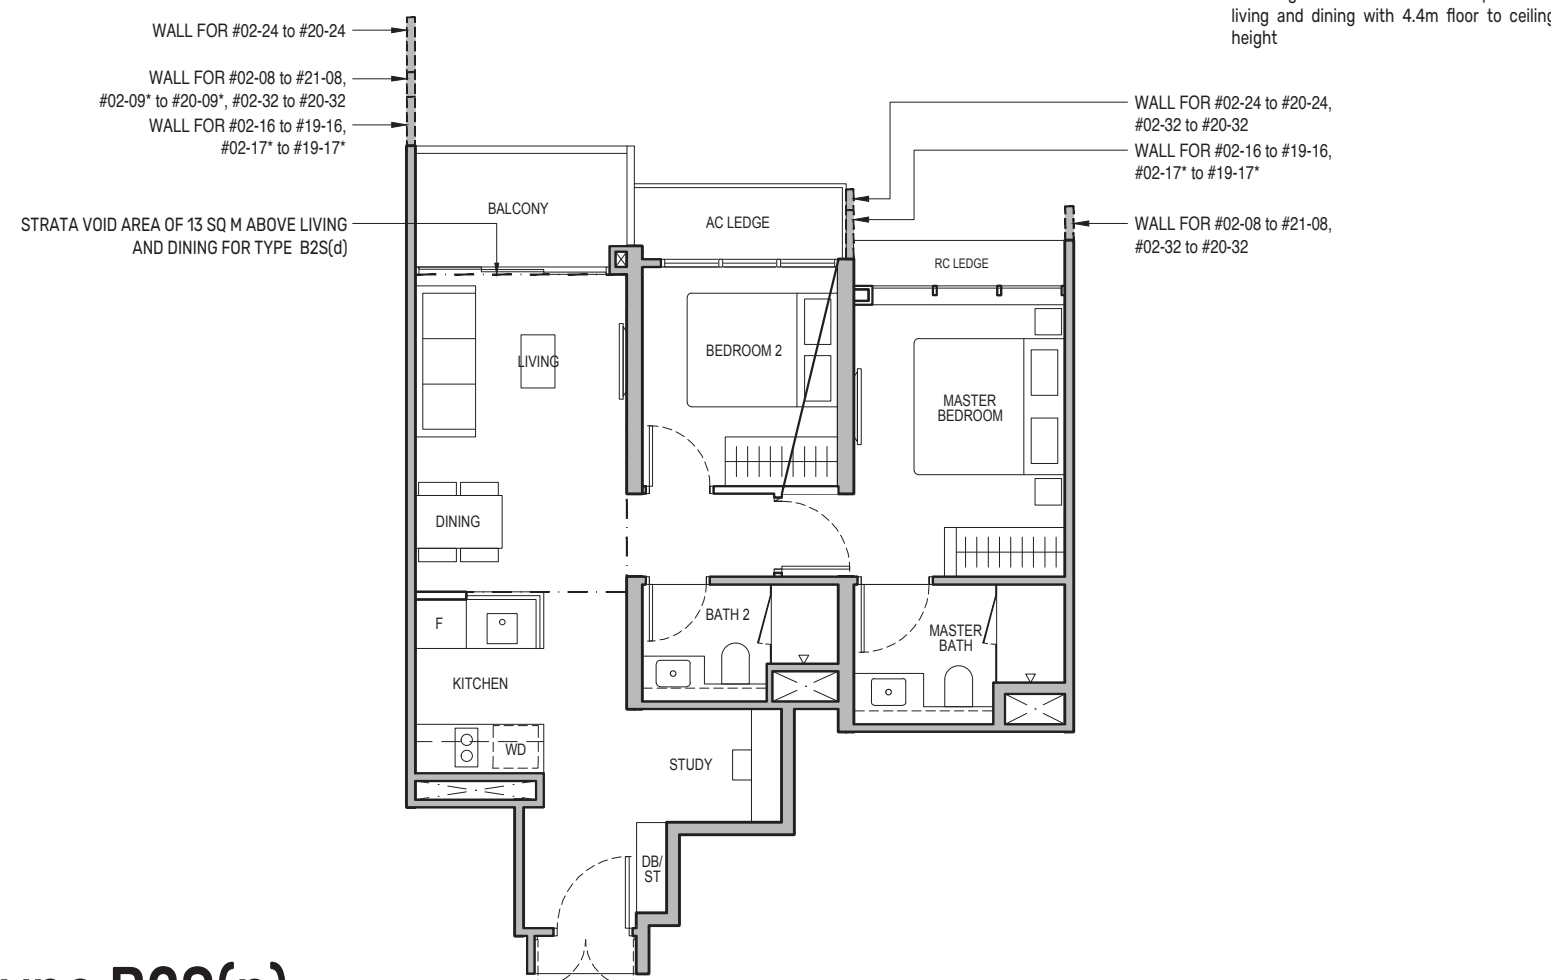 living and dining with 4.4m floor to ceiling
height
WALL FOR #02-24 to #20-24
WALL FOR #02-08 to #21-08,
#02-09* to #20-09*, #02-32 to #20-32
WALL FOR #02-16 to #19-16,
#02-17* to #19-17*
WALL FOR #02-24 to #20-24,
#02-32 to #20-32
WALL FOR #02-16 to #19-16,
#02-17* to #19-17*
STRATA VOID AREA OF 13 SQ M ABOVE LIVING
AND DINING FOR TYPE B2S(d)
WALL FOR #02-08 to #21-08,
#02-32 to #20-32
BALCONY
AC LEDGE
RC LEDGE
LIVING
BEDROOM 2
MASTER
BEDROOM
DINING
F
BATH 2
MASTER
BATH
KITCHEN
WD
STUDY
DB/
ST